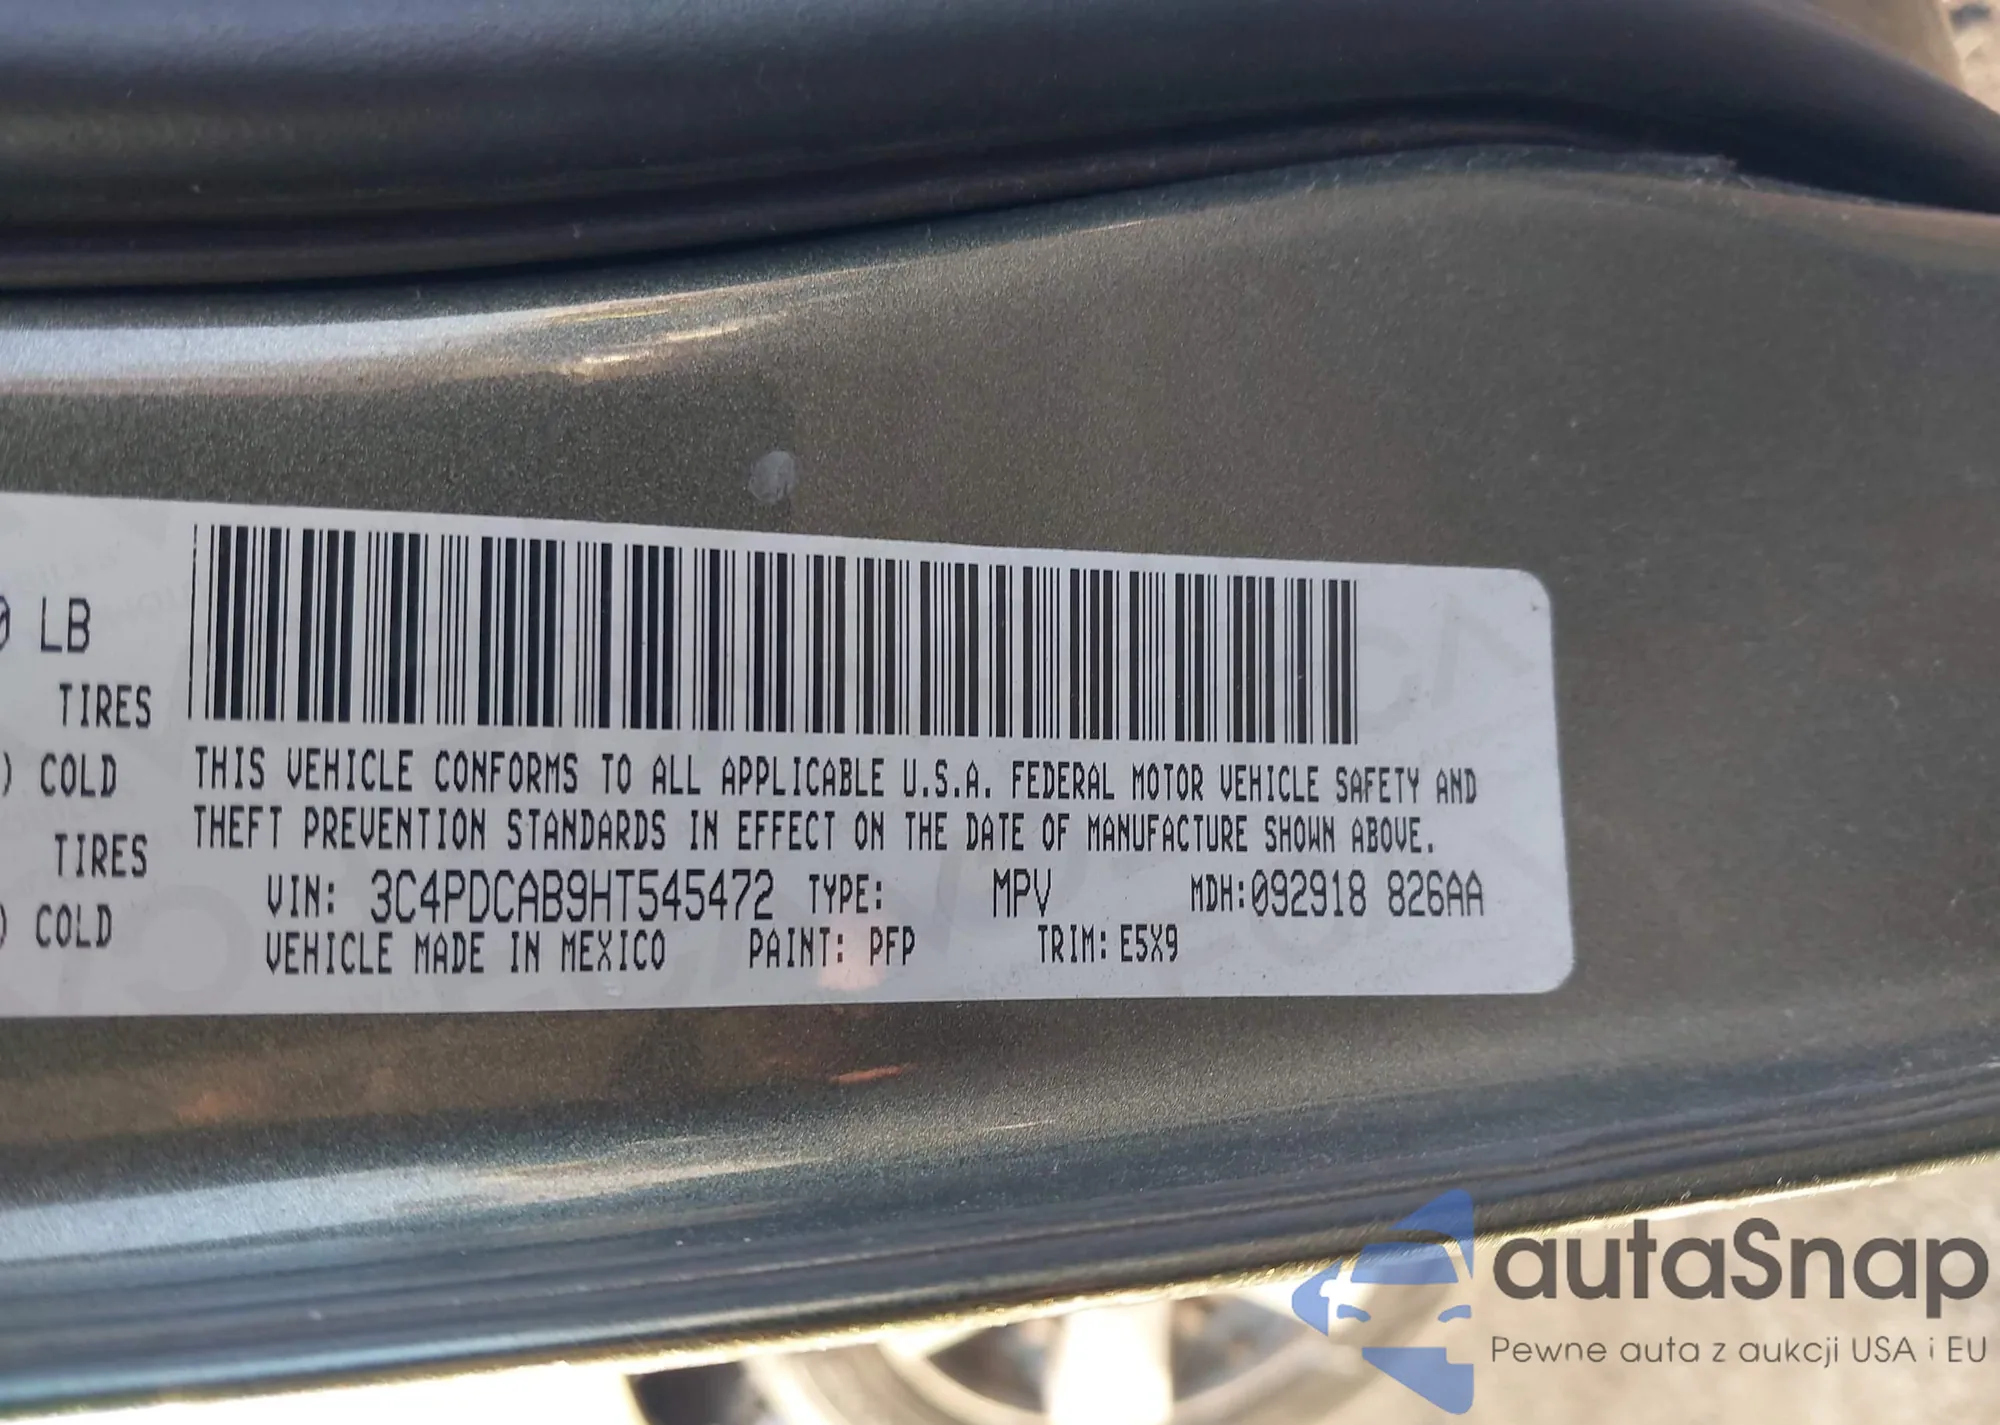 0 LB
TIRES
) COLD
TIRES
) COLD
THIS VEHICLE CONFORMS TO ALL APPLICABLE U.S.A. FEDERAL MOTOR VEHICLE SAFETY AND
THEFT PREVENTION STANDARDS IN EFFECT ON THE DATE OF MANUFACTURE SHOWN ABOVE.
VIN: 3C4PDCAB9HT545472 TYPE: MPV MDH:092918 826AA
VEHICLE MADE IN MEXICO PAINT: PFP TRIM: E5X9
autaSnap
Pewne auta z aukcji USA i EU